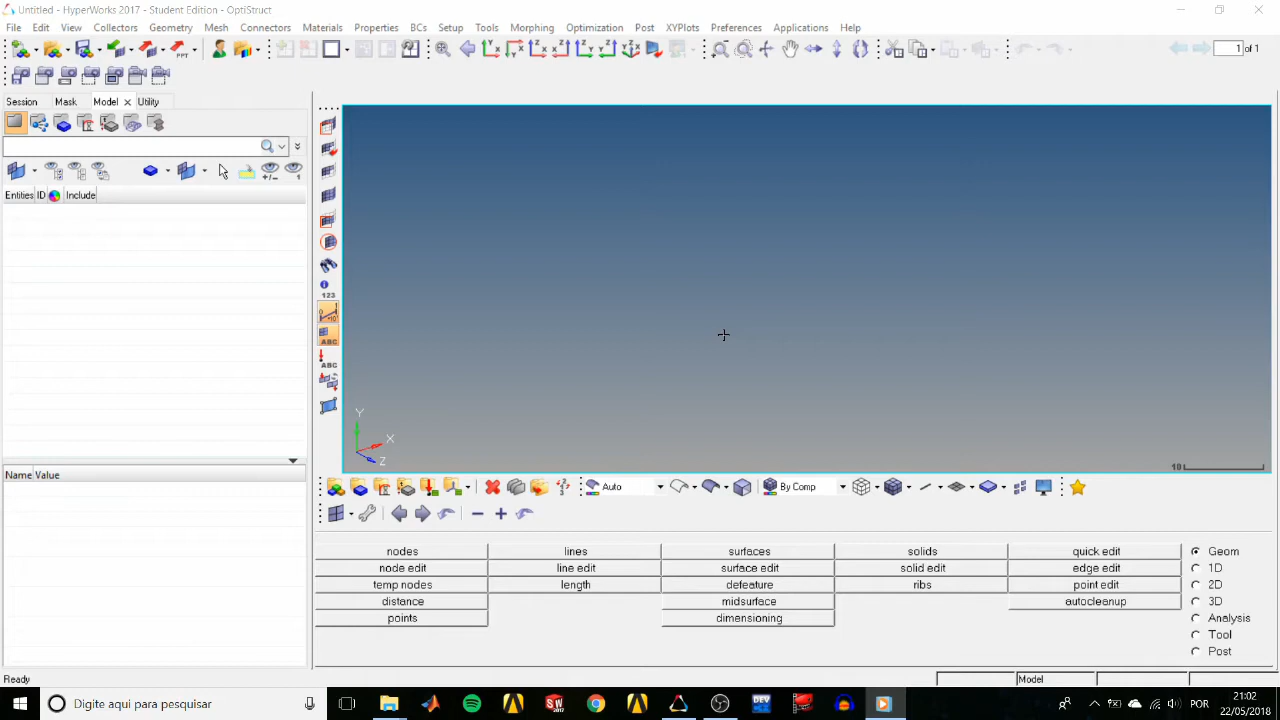 Untitled - HyperWorks 2017 - Student Edition - OptiStruct
File Edit View Collectors Geometry Mesh Connectors Materials Properties BCs Setup Tools Morphing Optimization Post XYPlots Preferences Applications Help
1 of 1
Session Mask Model Utility
Entities ID Include
123
ABC
ABC
Y
X
Z
10
Name Value
Auto By Comp
nodes lines surfaces solids quick edit Geom
node edit line edit surface edit solid edit edge edit 1D
temp nodes length defeature ribs point edit 2D
distance midsurface autocleanup 3D
points dimensioning Analysis
Tool
Post
Ready Model
Digite aqui para pesquisar
POR
21:02
22/05/2018